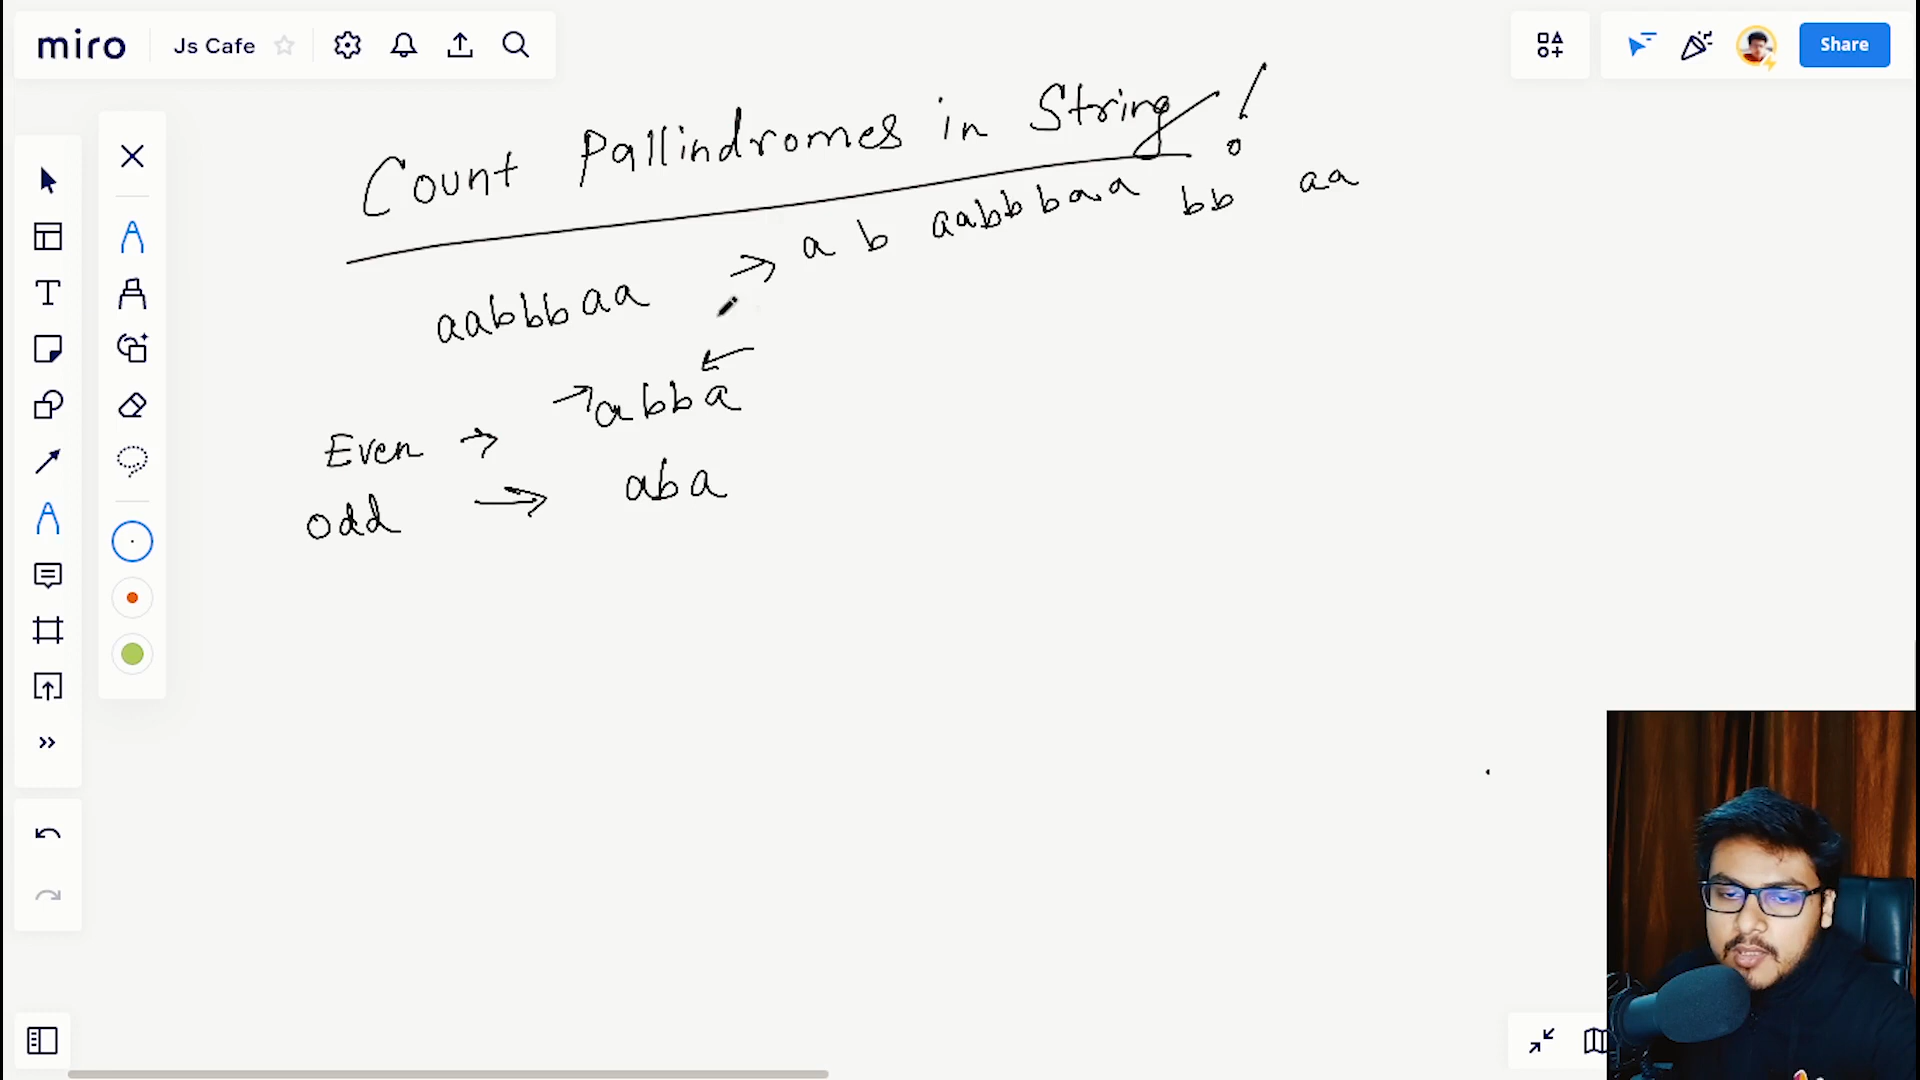 miro Js Cafe Share
Count Pallindromes in String!
a b aabbbaa bb aa
aabbbaa
abba
Even
odd aba